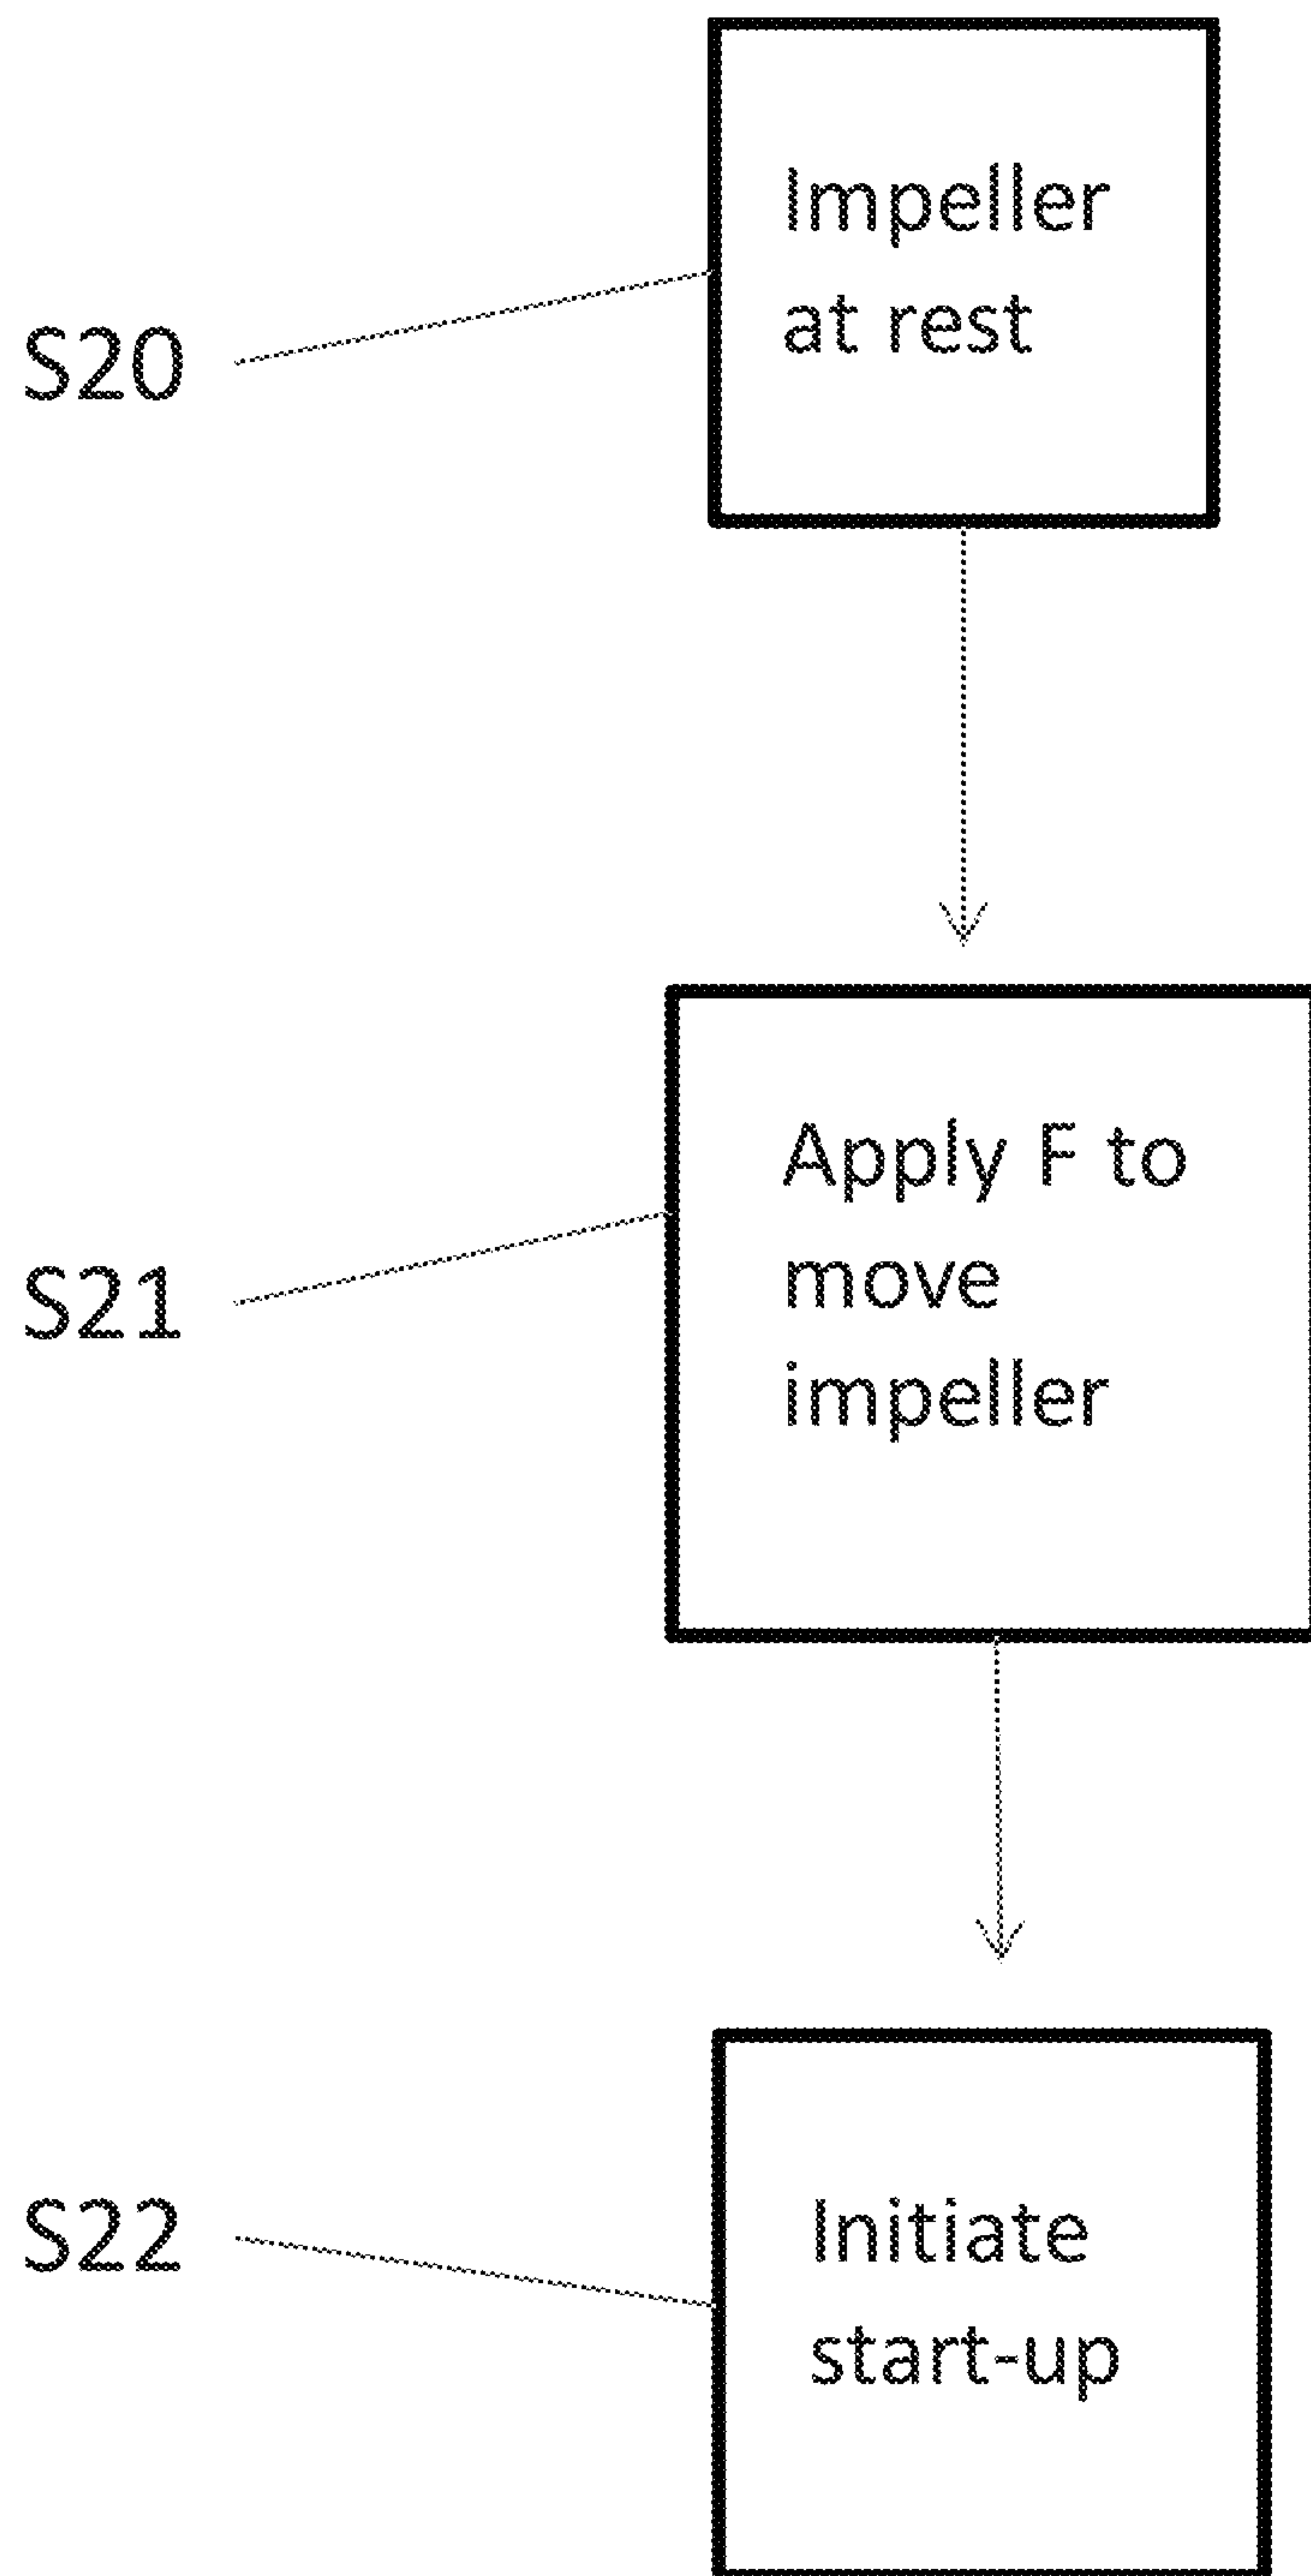 S20
Impeller
at rest
S21
Apply F to
move
impeller
S22
Initiate
start-up